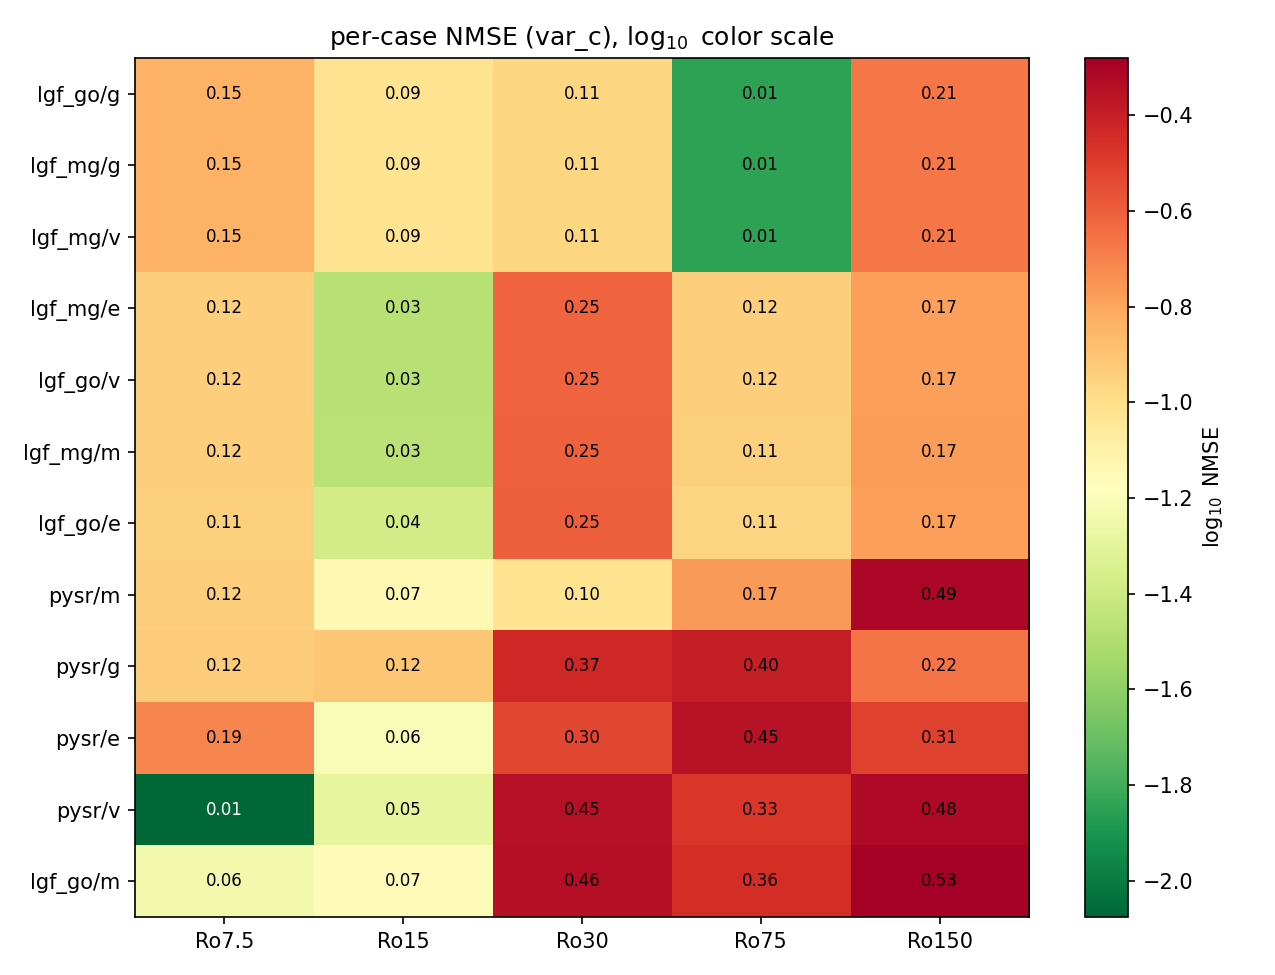 per-case NMSE (var_c), log₁₀ color scale
lgf_go/g 0.15 0.09 0.11 0.01 0.21
lgf_mg/g 0.15 0.09 0.11 0.01 0.21
lgf_mg/v 0.15 0.09 0.11 0.01 0.21
lgf_mg/e 0.12 0.03 0.25 0.12 0.17
lgf_go/v 0.12 0.03 0.25 0.12 0.17
lgf_mg/m 0.12 0.03 0.25 0.11 0.17
lgf_go/e 0.11 0.04 0.25 0.11 0.17
pysr/m 0.12 0.07 0.10 0.17 0.49
pysr/g 0.12 0.12 0.37 0.40 0.22
pysr/e 0.19 0.06 0.30 0.45 0.31
pysr/v 0.01 0.05 0.45 0.33 0.48
lgf_go/m 0.06 0.07 0.46 0.36 0.53
Ro7.5 Ro15 Ro30 Ro75 Ro150
−0.4
−0.6
−0.8
−1.0
−1.2
−1.4
−1.6
−1.8
−2.0
log₁₀ NMSE